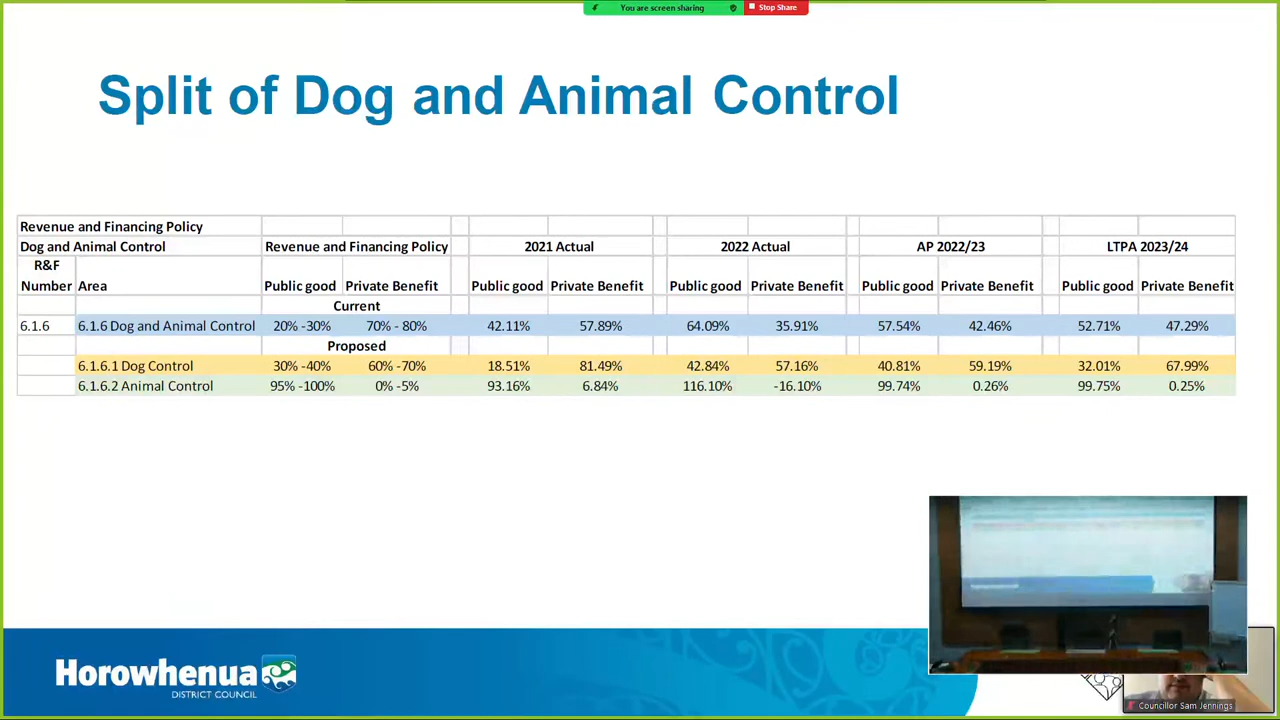 You are screen sharing
Stop Share
Split of Dog and Animal Control
Revenue and Financing Policy
Dog and Animal Control Revenue and Financing Policy 2021 Actual 2022 Actual AP 2022/23 LTPA 2023/24
R&F
Number Area Public good Private Benefit Public good Private Benefit Public good Private Benefit Public good Private Benefit Public good Private Benefit
Current
6.1.6 6.1.6 Dog and Animal Control 20% -30% 70% - 80% 42.11% 57.89% 64.09% 35.91% 57.54% 42.46% 52.71% 47.29%
Proposed
6.1.6.1 Dog Control 30% -40% 60% -70% 18.51% 81.49% 42.84% 57.16% 40.81% 59.19% 32.01% 67.99%
6.1.6.2 Animal Control 95% -100% 0% -5% 93.16% 6.84% 116.10% -16.10% 99.74% 0.26% 99.75% 0.25%
Horowhenua
DISTRICT COUNCIL
Councillor Sam Jennings